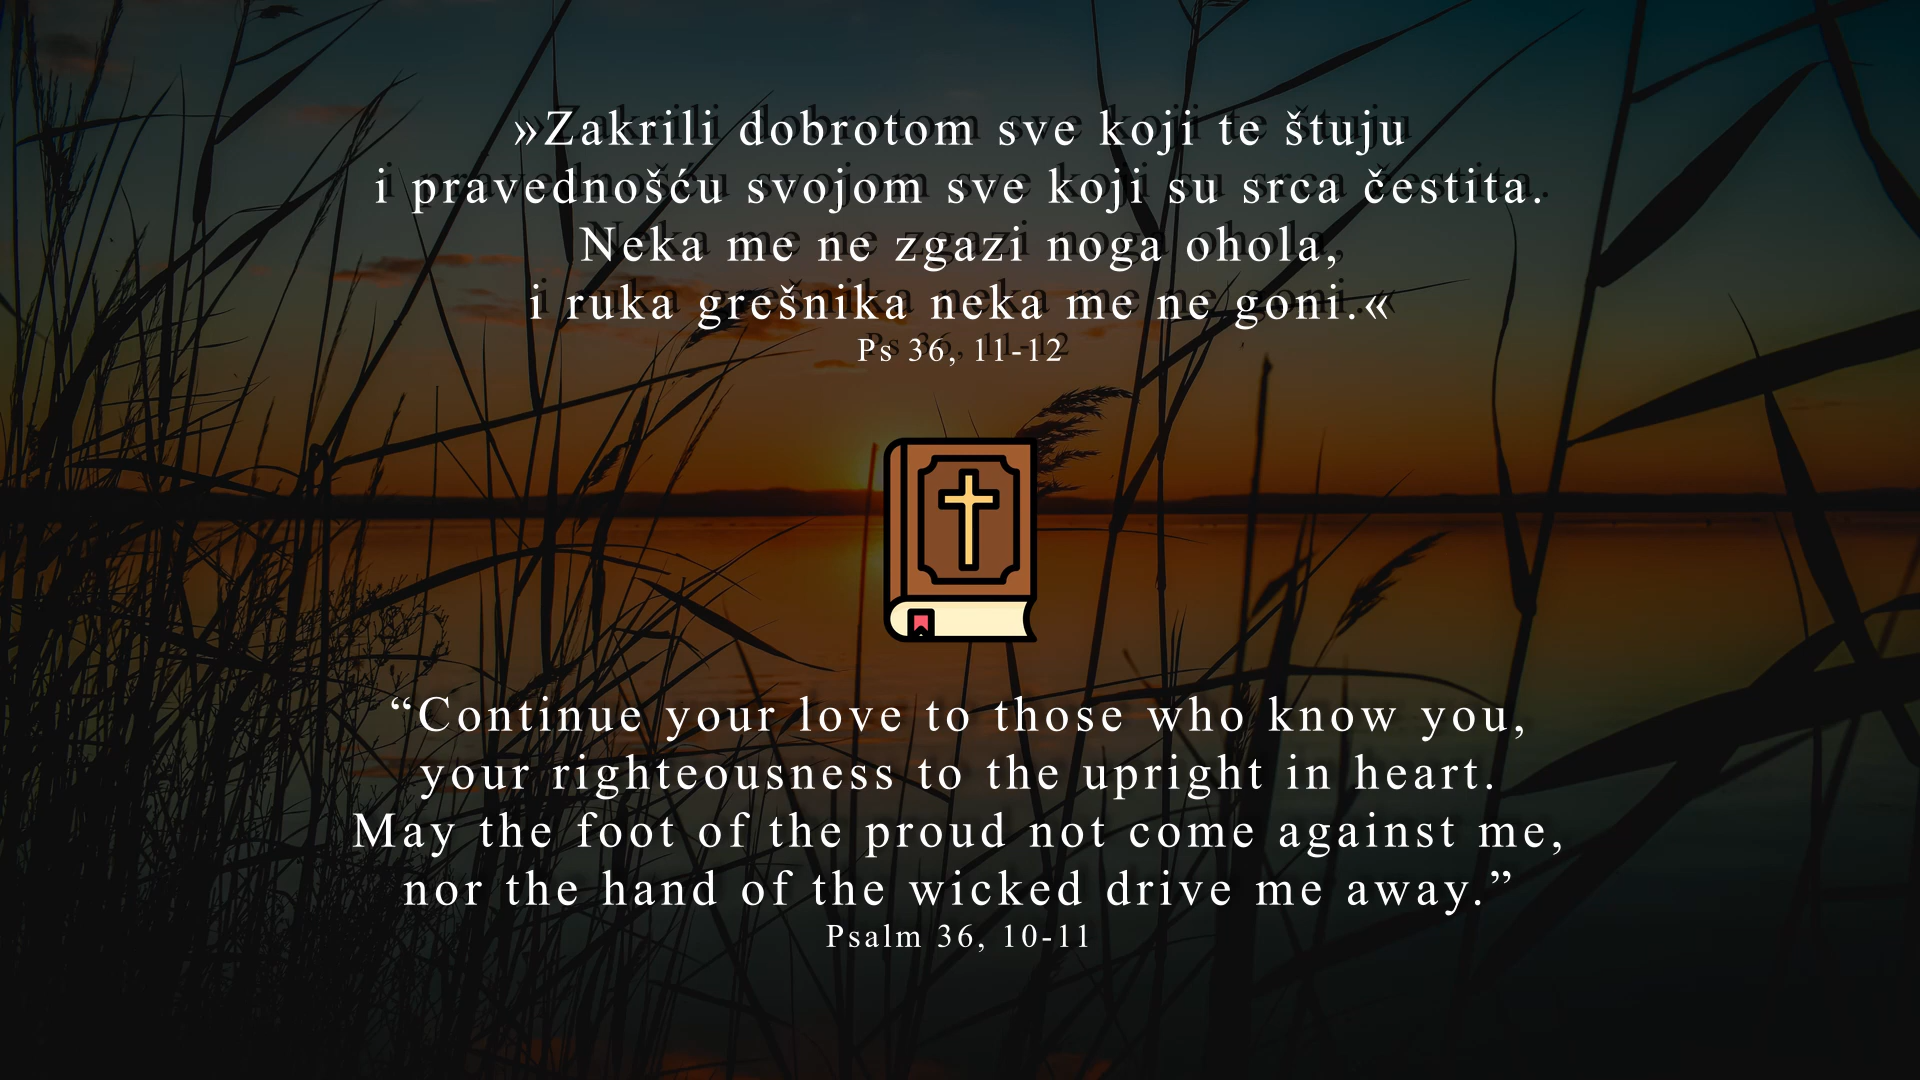 »Zakrili dobrotom sve koji te štuju
i pravednošću svojom sve koji su srca čestita.
Neka me ne zgazi noga ohola,
i ruka grešnika neka me ne goni.«
Ps 36, 11-12
“Continue your love to those who know you,
your righteousness to the upright in heart.
May the foot of the proud not come against me,
nor the hand of the wicked drive me away.”
Psalm 36, 10-11